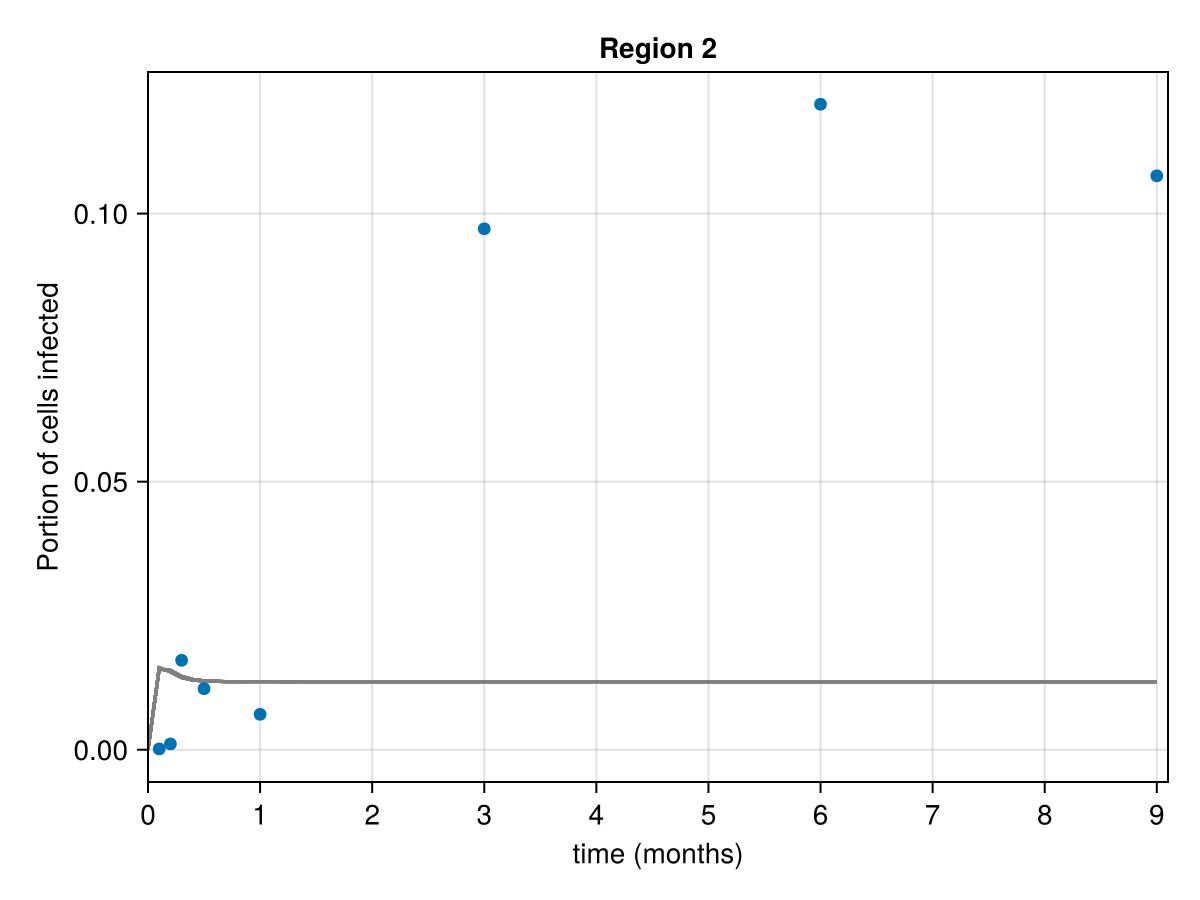 Region 2
Portion of cells infected
0.10
0.05
0.00
0 1 2 3 4 5 6 7 8 9
time (months)